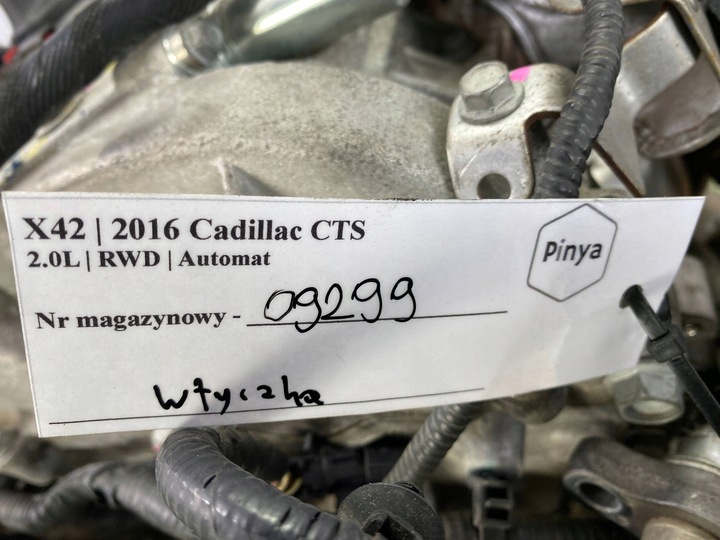 X42 | 2016 Cadillac CTS
2.0L | RWD | Automat
Pinya
Nr magazynowy - 09299
wtyczka